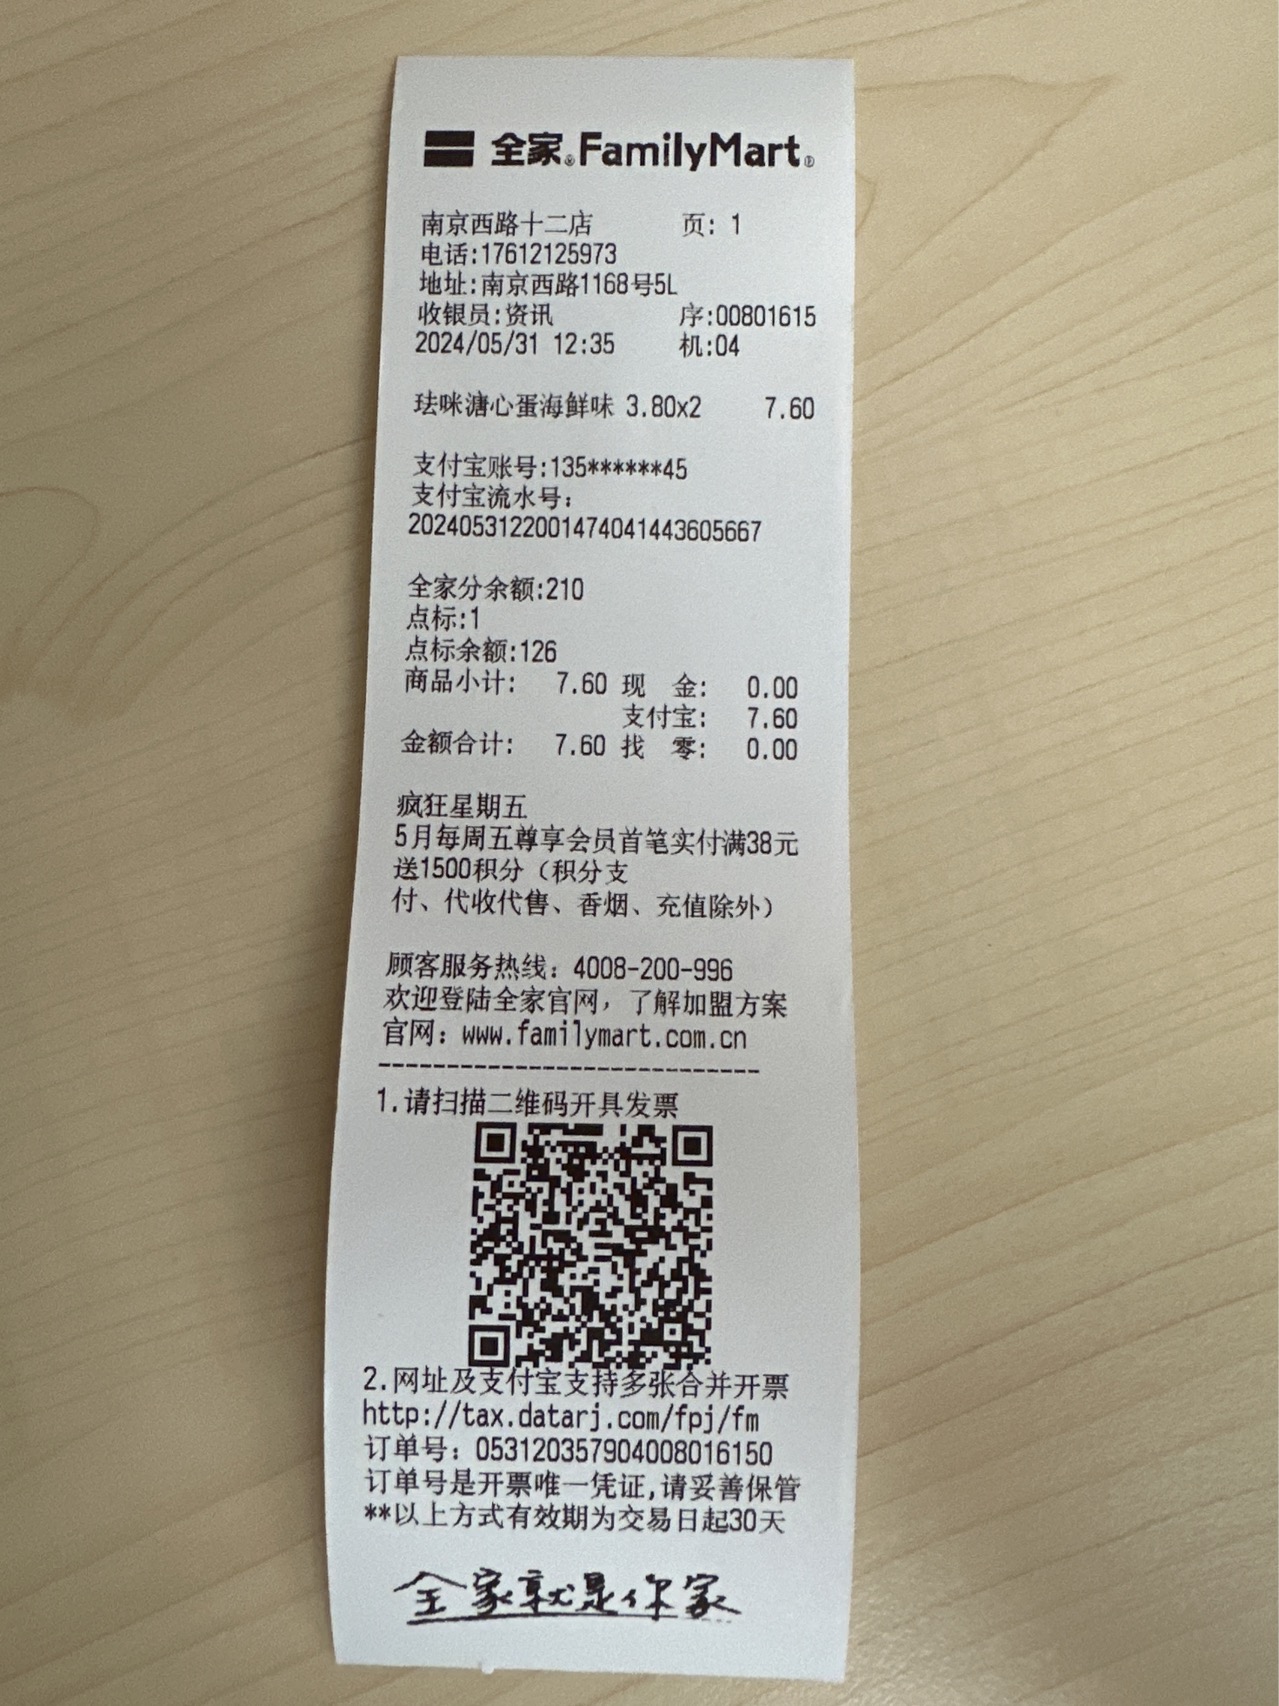 全家®FamilyMart®
南京西路十二店 页: 1
电话:17612125973
地址:南京西路1168号5L
收银员:资讯 序:00801615
2024/05/31 12:35 机:04
珐咪溏心蛋海鲜味 3.80x2 7.60
支付宝账号:135******45
支付宝流水号:
2024053122001474041443605667
全家分余额:210
点标:1
点标余额:126
商品小计: 7.60 现 金: 0.00
支付宝: 7.60
金额合计: 7.60 找 零: 0.00
疯狂星期五
5月每周五尊享会员首笔实付满38元
送1500积分（积分支
付、代收代售、香烟、充值除外）
顾客服务热线: 4008-200-996
欢迎登陆全家官网，了解加盟方案
官网: www.familymart.com.cn
----------------------------
1.请扫描二维码开具发票
2.网址及支付宝支持多张合并开票
http://tax.datarj.com/fpj/fm
订单号: 0531203579040080​16150
订单号是开票唯一凭证,请妥善保管
**以上方式有效期为交易日起30天
全家就是你家